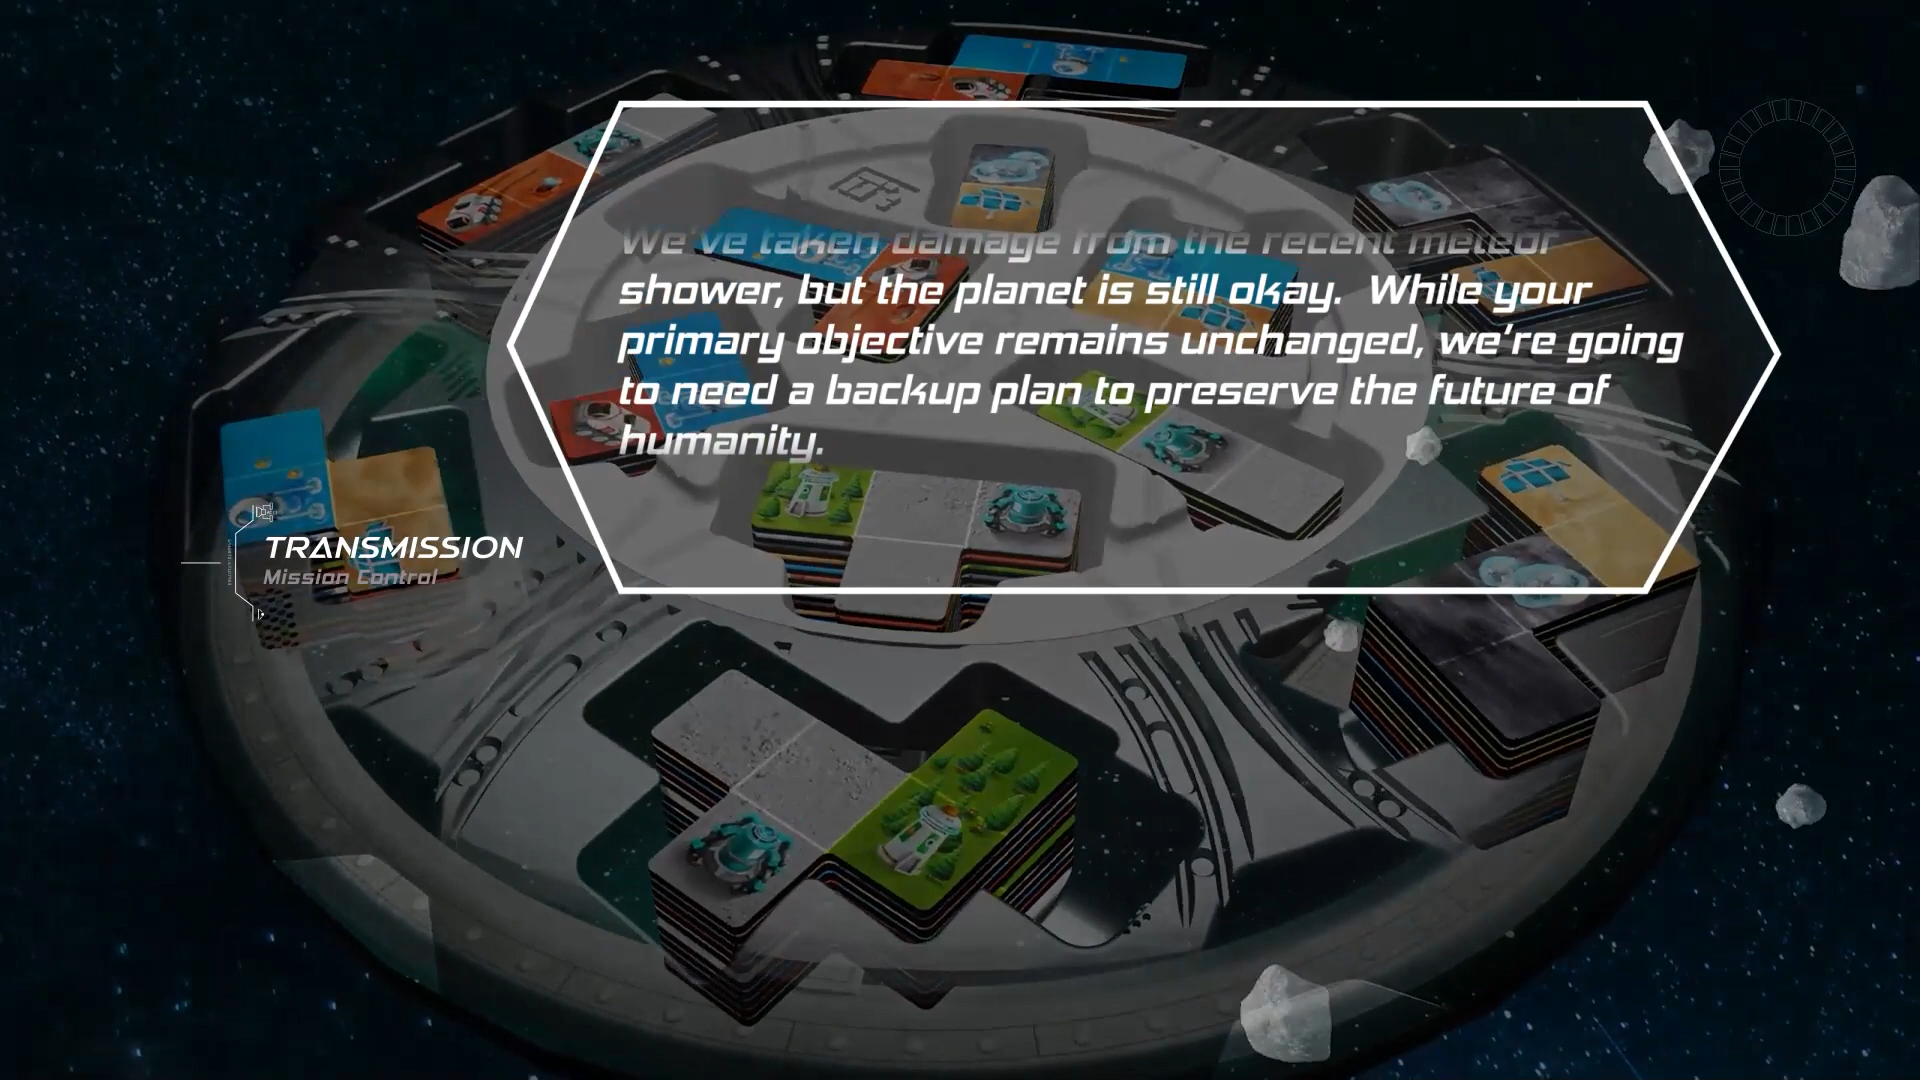 We've taken damage from the recent meteor
shower, but the planet is still okay. While your
primary objective remains unchanged, we're going
to need a backup plan to preserve the future of
humanity.
TRANSMISSION
Mission Control